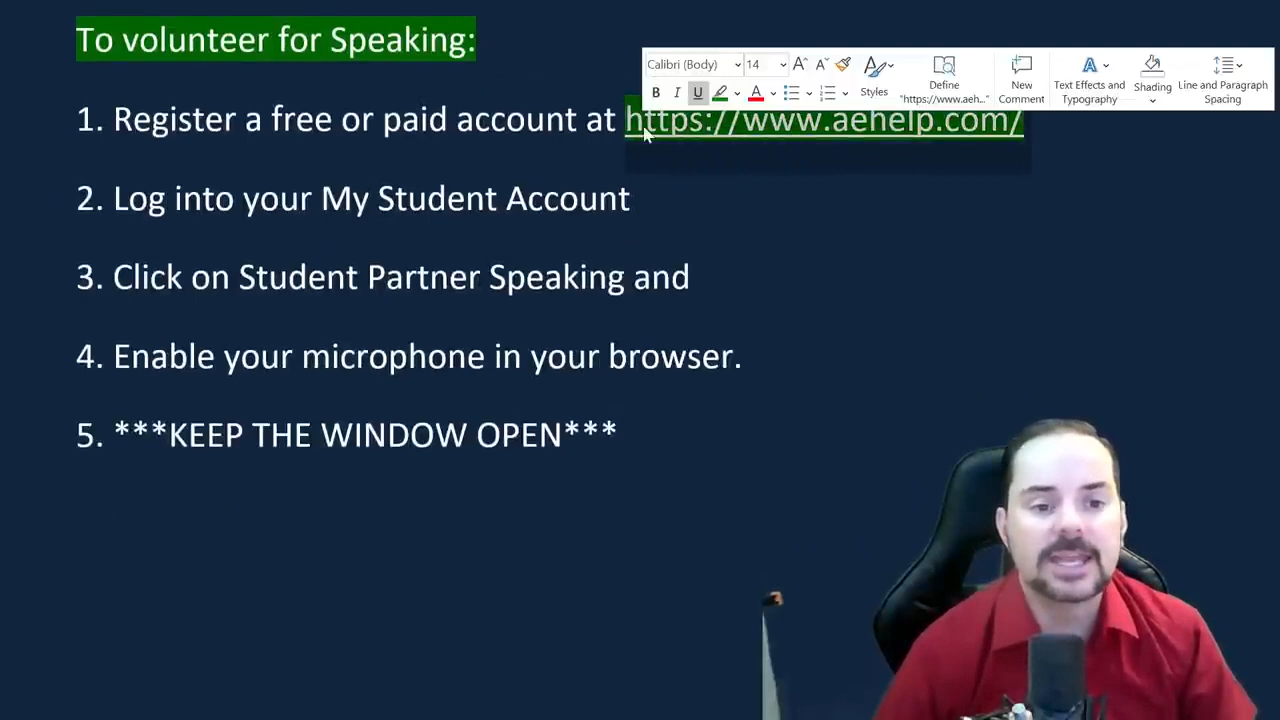 To volunteer for Speaking:
Calibri (Body) 14
Define
"https://www.aeh..."
New
Comment
Text Effects and
Typography
Shading
Line and Paragraph
Spacing
B I U A Styles
1. Register a free or paid account at https://www.aehelp.com/
2. Log into your My Student Account
3. Click on Student Partner Speaking and
4. Enable your microphone in your browser.
5. ***KEEP THE WINDOW OPEN***